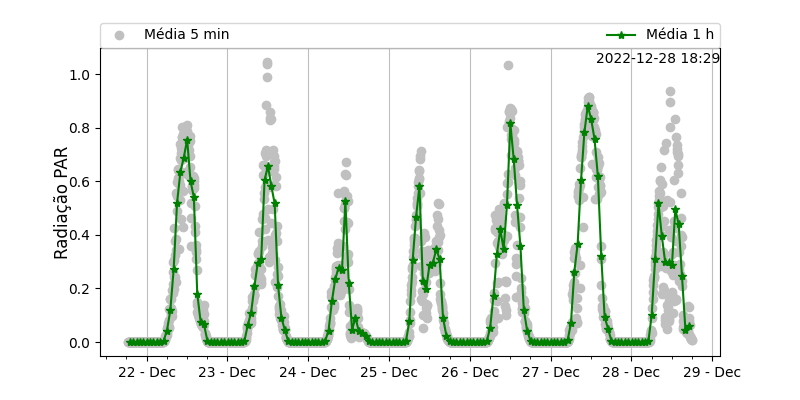 Média 5 min
Média 1 h
2022-12-28 18:29
Radiação PAR
1.0
0.8
0.6
0.4
0.2
0.0
22 - Dec
23 - Dec
24 - Dec
25 - Dec
26 - Dec
27 - Dec
28 - Dec
29 - Dec